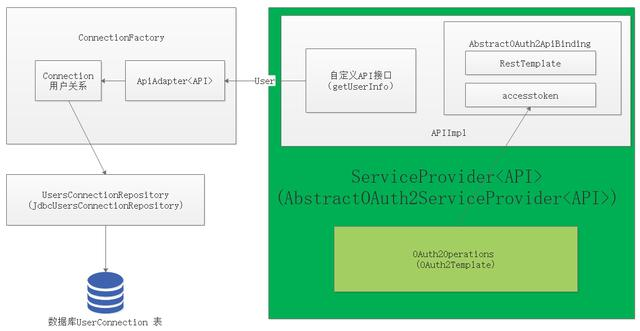 ConnectionFactory
Connection
用户关系
ApiAdapter<API>
User
自定义API接口
(getUserInfo)
AbstractOAuth2ApiBinding
RestTemplate
accesstoken
APIImpl
ServiceProvider<API>
(AbstractOAuth2ServiceProvider<API>)
OAuth2Operations
(OAuth2Template)
UsersConnectionRepository
(JdbcUsersConnectionRepository)
数据库UserConnection 表